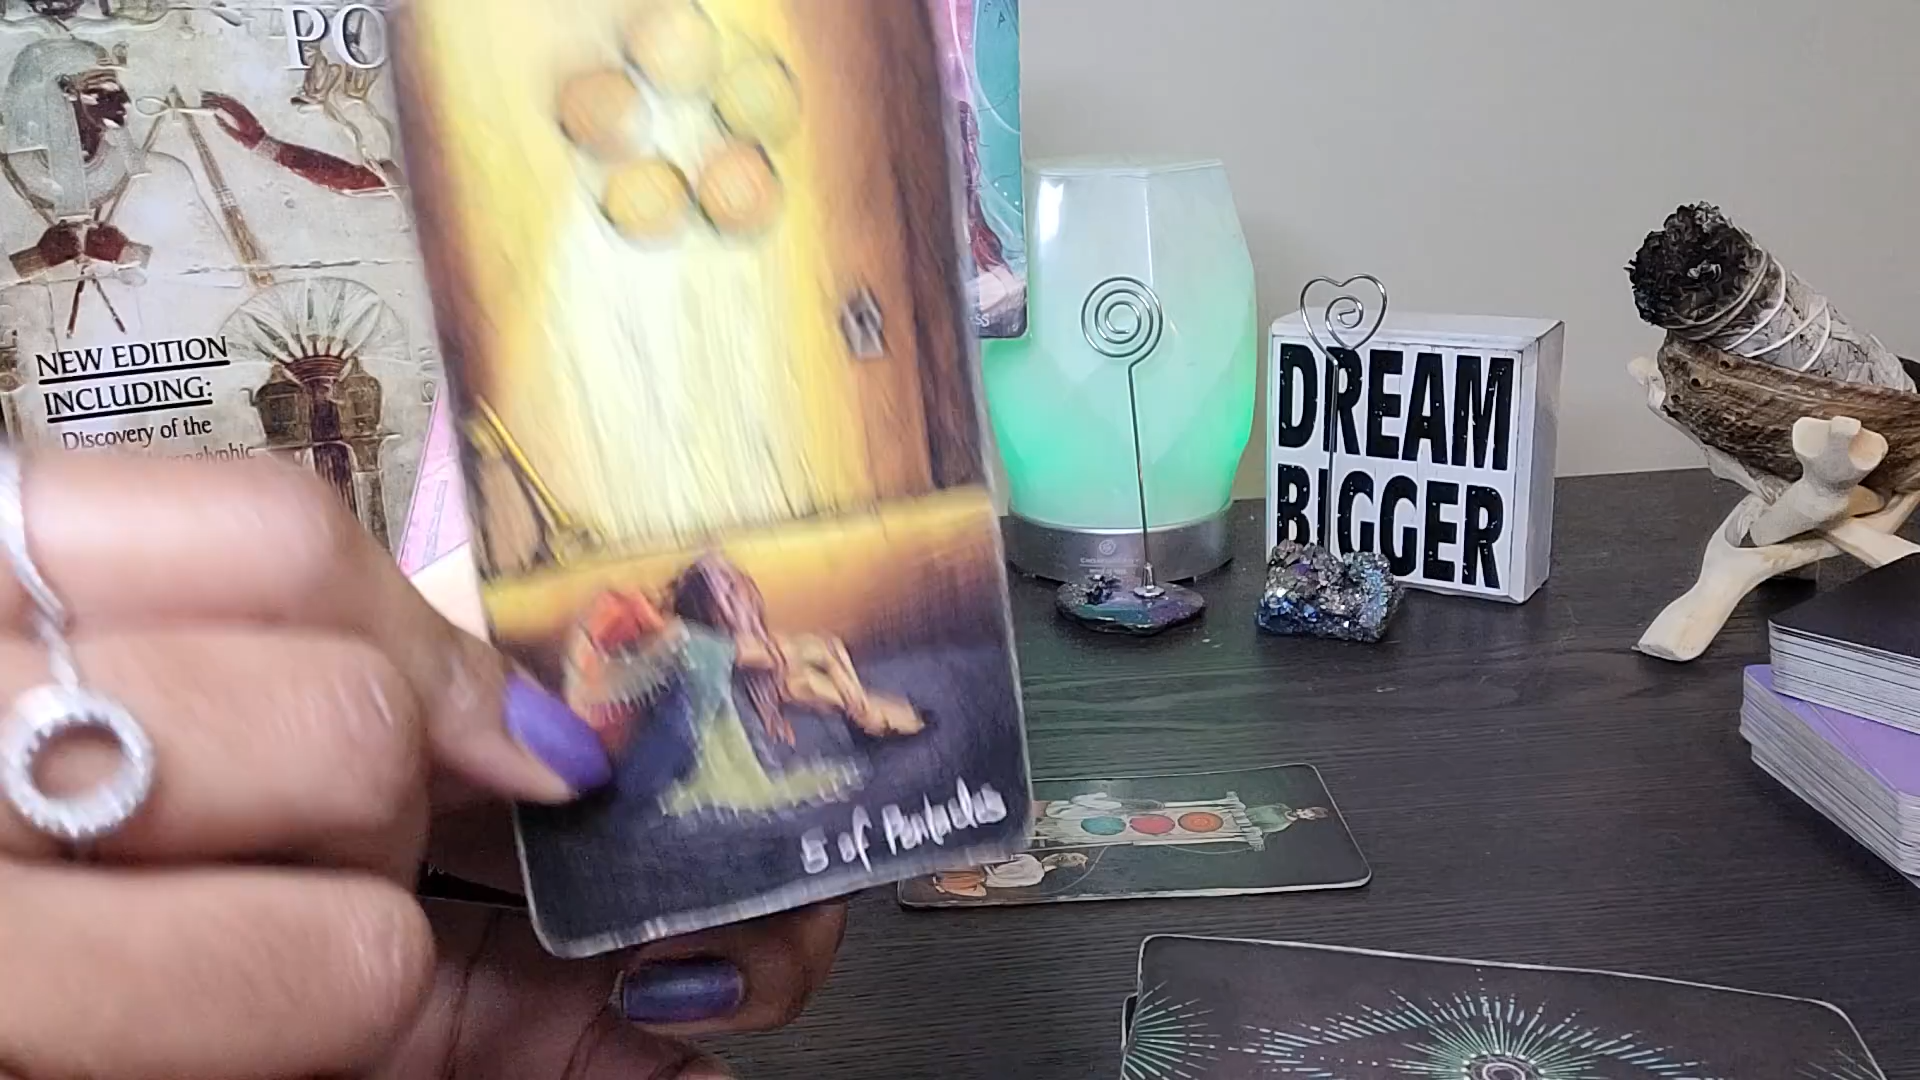 PO
NEW EDITION
INCLUDING:
Discovery of the
5 of Pentacles
DREAM
BIGGER